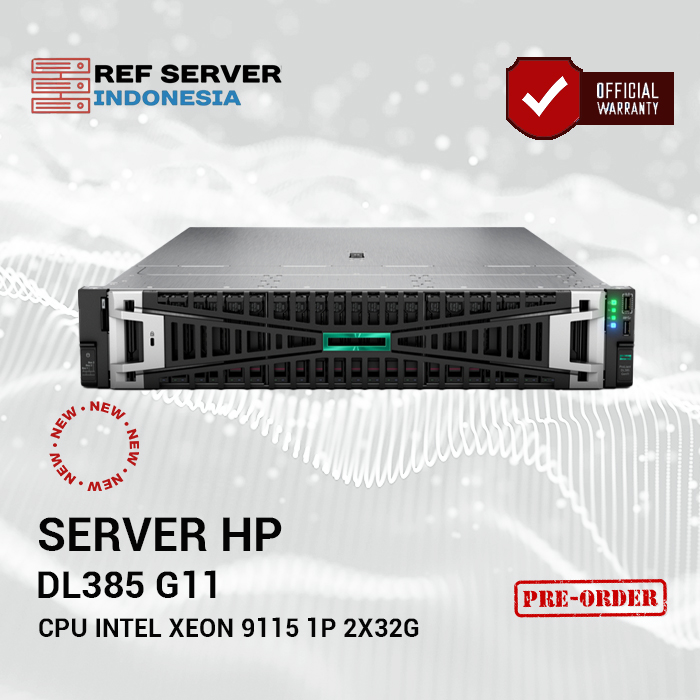 REF SERVER
INDONESIA
OFFICIAL
WARRANTY
• NEW • NEW • NEW • NEW • NEW
SERVER HP
DL385 G11
CPU INTEL XEON 9115 1P 2X32G
PRE-ORDER